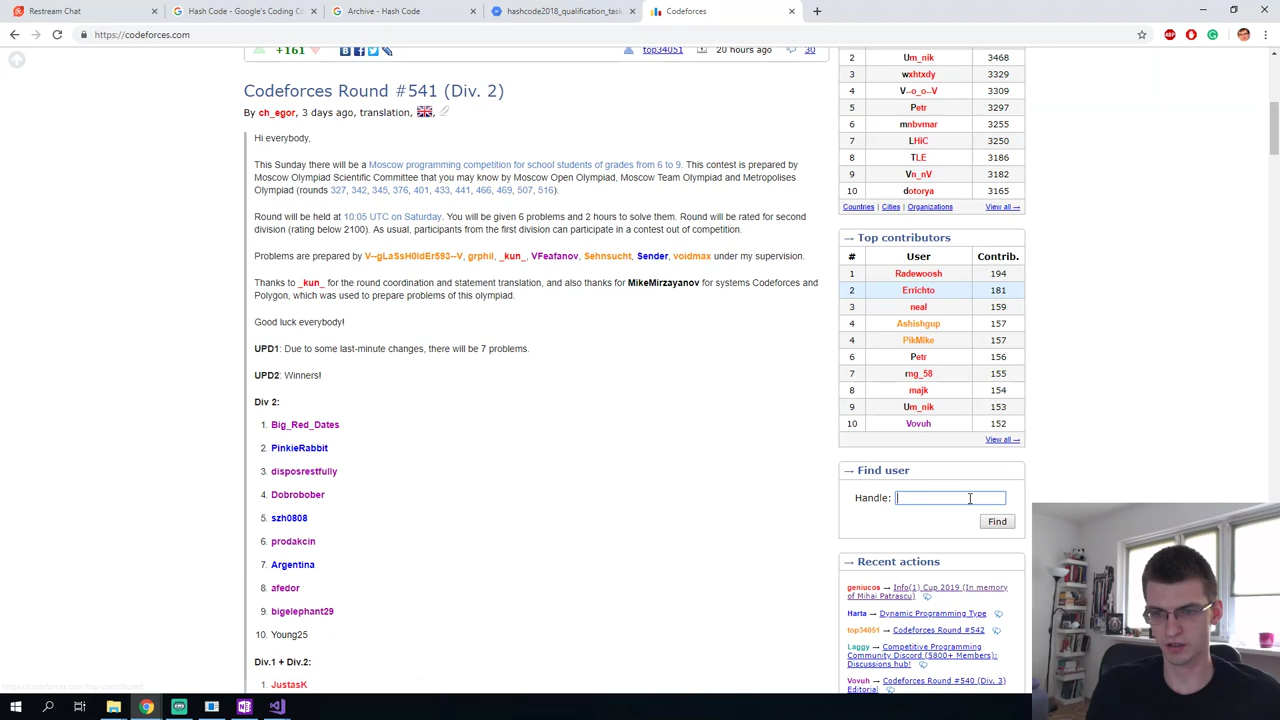 Restream Chat
Hash Code - Google's Coding C
Archive - Hash Code
hashcode2018_qualification_task.
Codeforces
https://codeforces.com
+161
top34051
20 hours ago
30
Codeforces Round #541 (Div. 2)
By ch_egor, 3 days ago, translation,
Hi everybody,
This Sunday there will be a Moscow programming competition for school students of grades from 6 to 9. This contest is prepared by
Moscow Olympiad Scientific Committee that you may know by Moscow Open Olympiad, Moscow Team Olympiad and Metropolises
Olympiad (rounds 327, 342, 345, 376, 401, 433, 441, 466, 469, 507, 516).
Round will be held at 10:05 UTC on Saturday. You will be given 6 problems and 2 hours to solve them. Round will be rated for second
division (rating below 2100). As usual, participants from the first division can participate in a contest out of competition.
Problems are prepared by V--gLaSsH0ldEr593--V, grphil, _kun_, VFeafanov, Sehnsucht, Sender, voidmax under my supervision.
Thanks to _kun_ for the round coordination and statement translation, and also thanks for MikeMirzayanov for systems Codeforces and
Polygon, which was used to prepare problems of this olympiad.
Good luck everybody!
UPD1: Due to some last-minute changes, there will be 7 problems.
UPD2: Winners!
Div 2:
1. Big_Red_Dates
2. PinkieRabbit
3. disposrestfully
4. Dobrobober
5. szh0808
6. prodakcin
7. Argentina
8. afedor
9. bigelephant29
10. Young25
Div.1 + Div.2:
1. JustasK
2 Um_nik 3468
3 wxhtxdy 3329
4 V--o_o--V 3309
5 Petr 3297
6 mnbvmar 3255
7 LHiC 3250
8 TLE 3186
9 Vn_nV 3182
10 dotorya 3165
Countries | Cities | Organizations View all →
→ Top contributors
# User Contrib.
1 Radewoosh 194
2 Errichto 181
3 neal 159
4 Ashishgup 157
4 PikMike 157
6 Petr 156
7 rng_58 155
8 majk 154
9 Um_nik 153
10 Vovuh 152
View all →
→ Find user
Handle:
Find
→ Recent actions
geniucos → Info(1) Cup 2019 (In memory
of Mihai Patrascu)
Harta → Dynamic Programming Type
top34051 → Codeforces Round #542
Laggy → Competitive Programming
Community Discord (5800+ Members):
Discussions hub!
Vovuh → Codeforces Round #540 (Div. 3)
Editorial
https://codeforces.com/top-contributed